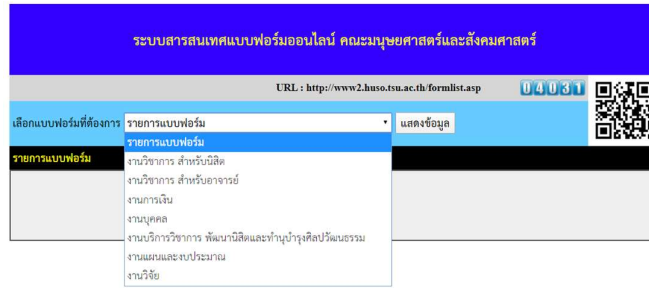 ระบบสารสนเทศแบบฟอร์มออนไลน์ คณะมนุษยศาสตร์และสังคมศาสตร์
URL : http://www2.huso.tsu.ac.th/formlist.asp 04031
เลือกแบบฟอร์มที่ต้องการ รายการแบบฟอร์ม แสดงข้อมูล
รายการแบบฟอร์ม
รายการแบบฟอร์ม
งานวิชาการ สำหรับนิสิต
งานวิชาการ สำหรับอาจารย์
งานการเงิน
งานบุคคล
งานบริการวิชาการ พัฒนานิสิตและทำนุบำรุงศิลปวัฒนธรรม
งานแผนและงบประมาณ
งานวิจัย